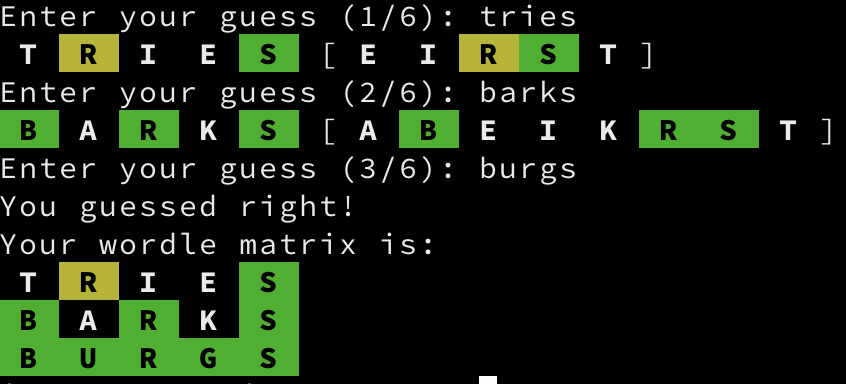 Enter your guess (1/6): tries
T R I E S [ E I R S T ]
Enter your guess (2/6): barks
B A R K S [ A B E I K R S T ]
Enter your guess (3/6): burgs
You guessed right!
Your wordle matrix is:
T R I E S
B A R K S
B U R G S